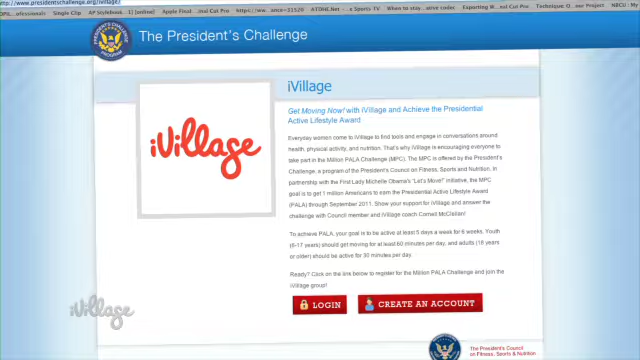 http://www.presidentschallenge.org/ivillage/
Single Clip
The President's Challenge
iVillage
iVillage
Get Moving Now! with iVillage and Achieve the Presidential
Active Lifestyle Award
Everyday women come to iVillage to find tools and engage in conversations around
health, physical activity, and nutrition. That's why iVillage is encouraging everyone to
take part in the Million PALA Challenge (MPC). The MPC is offered by the President's
Challenge, a program of the President's Council on Fitness, Sports and Nutrition. In
partnership with the First Lady Michelle Obama's "Let's Move!" initiative, the MPC
goal is to get 1 million Americans to earn the Presidential Active Lifestyle Award
(PALA) through September 2011. Show your support for iVillage and answer the
challenge with Council member and iVillage coach Cornell McClellan!
To achieve PALA, your goal is to be active at least 5 days a week for 6 weeks. Youth
(6-17 years) should get moving for at least 60 minutes per day, and adults (18 years
or older) should be active for 30 minutes per day.
Ready? Click on the link below to register for the Million PALA Challenge and join the
iVillage group!
LOGIN
CREATE AN ACCOUNT
iVillage
The President's Council
on Fitness, Sports & Nutrition